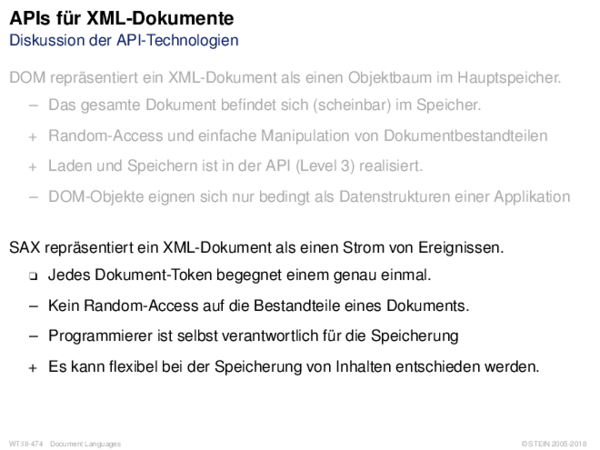 APIs für XML-Dokumente
Diskussion der API-Technologien
DOM repräsentiert ein XML-Dokument als einen Objektbaum im Hauptspeicher.
– Das gesamte Dokument befindet sich (scheinbar) im Speicher.
+ Random-Access und einfache Manipulation von Dokumentbestandteilen
+ Laden und Speichern ist in der API (Level 3) realisiert.
– DOM-Objekte eignen sich nur bedingt als Datenstrukturen einer Applikation
SAX repräsentiert ein XML-Dokument als einen Strom von Ereignissen.
❑ Jedes Dokument-Token begegnet einem genau einmal.
– Kein Random-Access auf die Bestandteile eines Dokuments.
– Programmierer ist selbst verantwortlich für die Speicherung
+ Es kann flexibel bei der Speicherung von Inhalten entschieden werden.
WT:III-474 Document Languages © STEIN 2005-2018